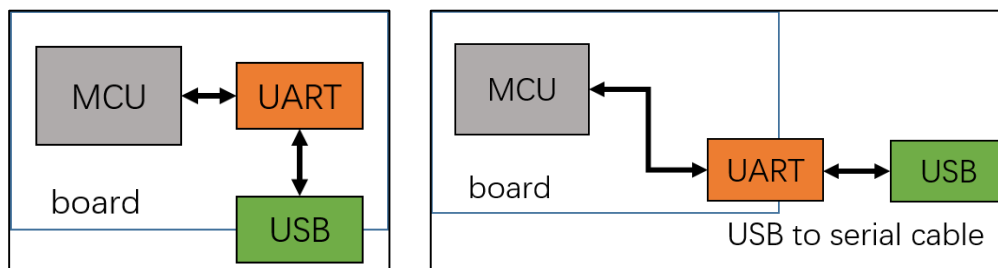 MCU
UART
board
USB
MCU
UART
USB
board
USB to serial cable